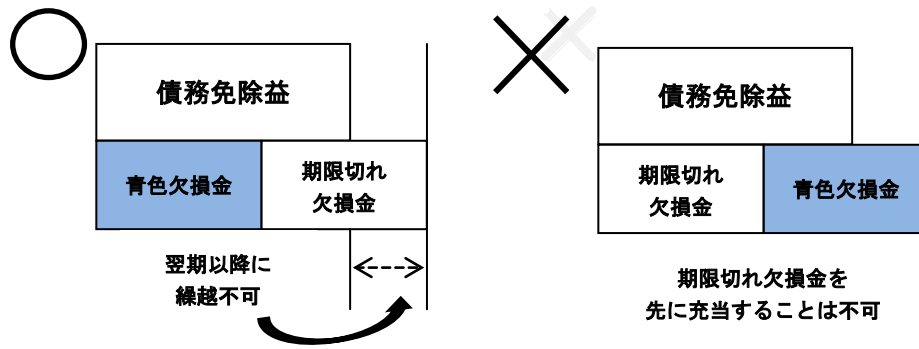 債務免除益
青色欠損金
期限切れ
欠損金
翌期以降に
繰越不可
債務免除益
期限切れ
欠損金
青色欠損金
期限切れ欠損金を
先に充当することは不可